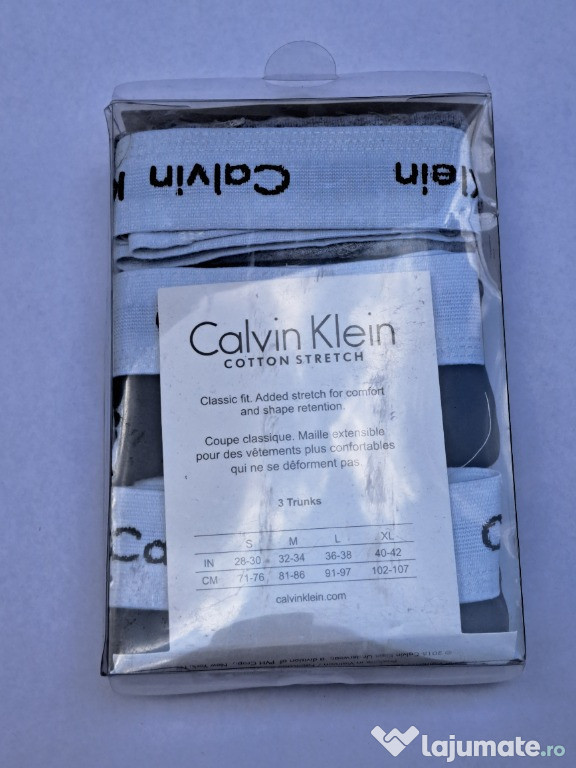 Calvin K
Klein
Calvin Klein
COTTON STRETCH
Classic fit. Added stretch for comfort
and shape retention.
Coupe classique. Maille extensible
pour des vêtements plus confortables
qui ne se déforment pas.
3 Trunks
S M L XL
IN 28-30 32-34 36-38 40-42
CM 71-76 81-86 91-97 102-107
calvinklein.com
Ca
C
lajumate.ro